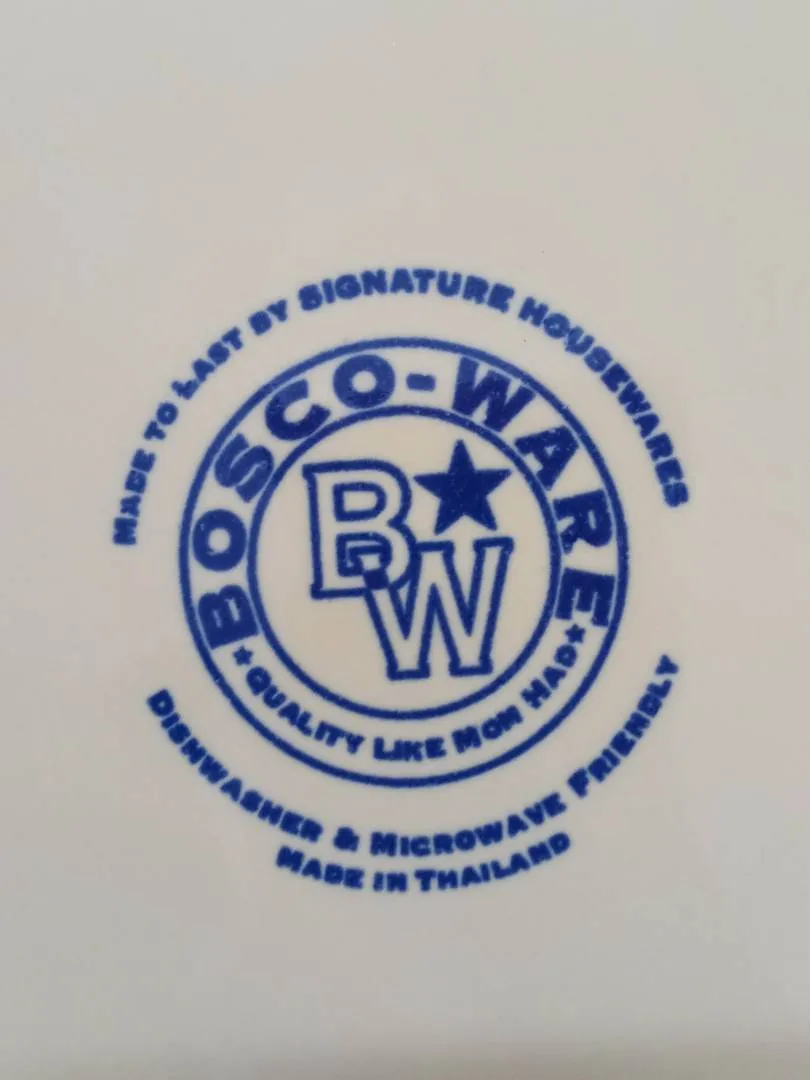 MADE TO LAST BY SIGNATURE HOUSEWARES
BOSCO-WARE
BW
QUALITY LIKE MOM HAD
DISHWASHER & MICROWAVE FRIENDLY
MADE IN THAILAND